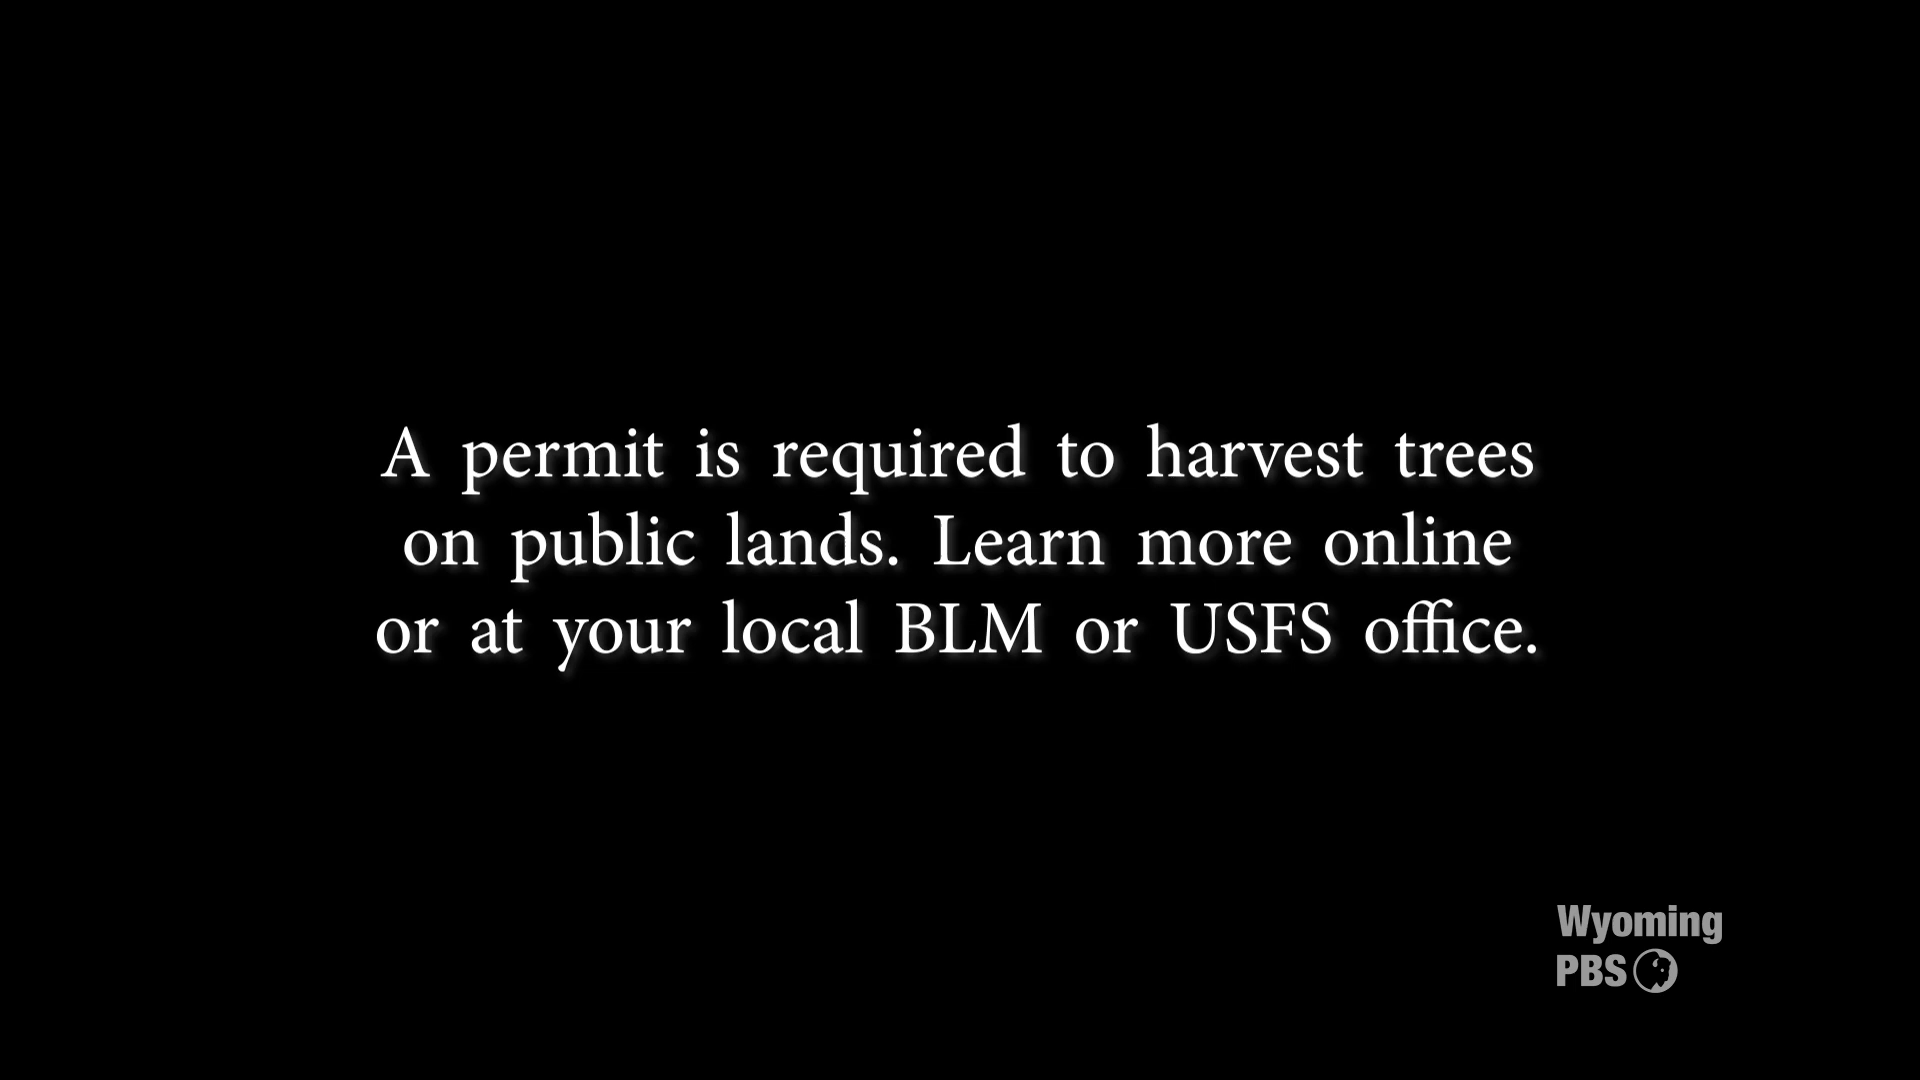 A permit is required to harvest trees
on public lands. Learn more online
or at your local BLM or USFS office.
Wyoming
PBS